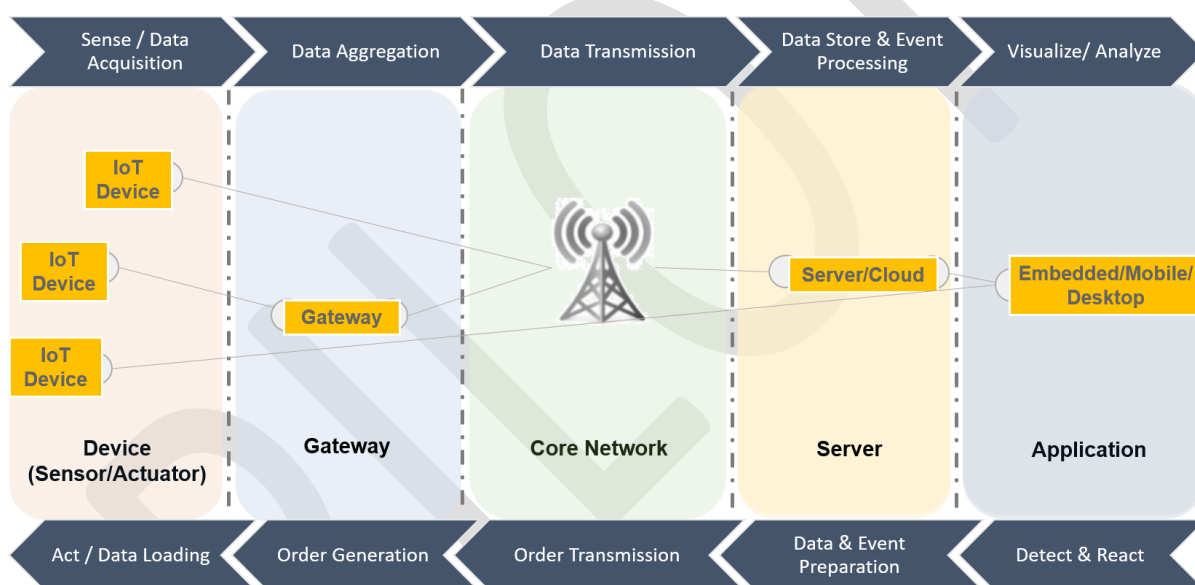 Sense / Data
Acquisition
Data Aggregation
Data Transmission
Data Store & Event
Processing
Visualize/ Analyze
IoT
Device
IoT
Device
IoT
Device
Gateway
Server/Cloud
Embedded/Mobile/
Desktop
Device
(Sensor/Actuator)
Gateway
Core Network
Server
Application
Act / Data Loading
Order Generation
Order Transmission
Data & Event
Preparation
Detect & React